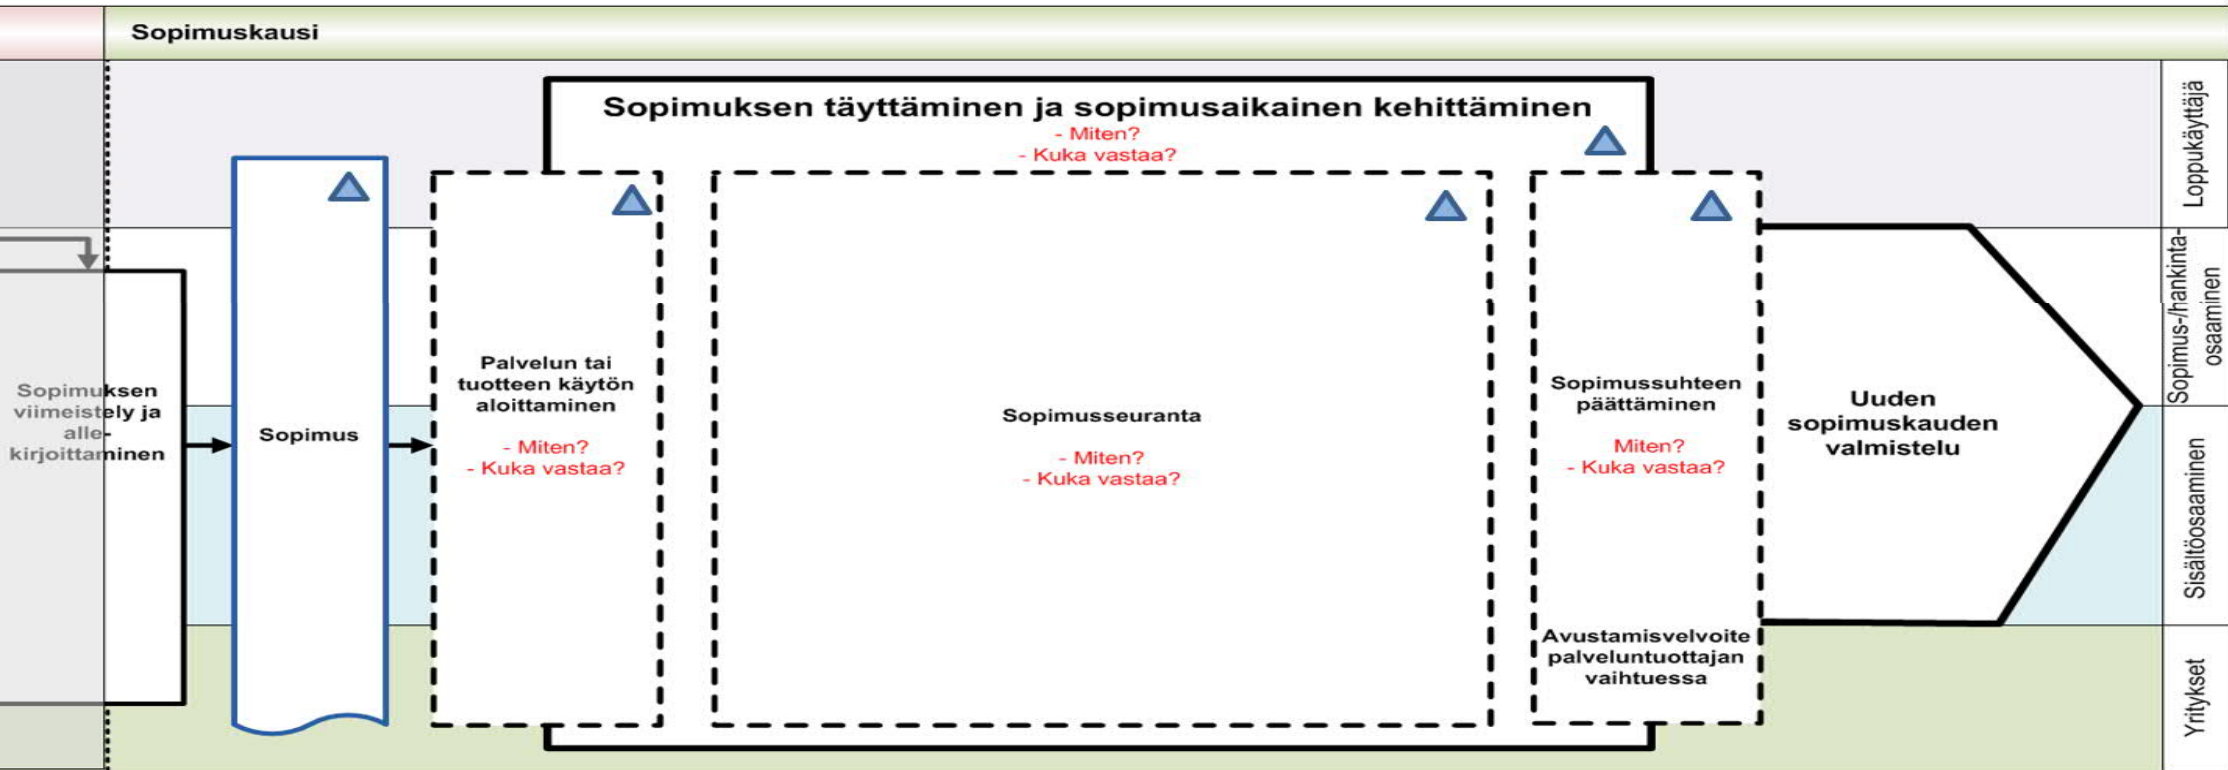 Sopimuskausi
Sopimuksen täyttäminen ja sopimusaikainen kehittäminen
- Miten?
- Kuka vastaa?
Sopimuksen
viimeistely ja
alle-
kirjoittaminen
Sopimus
Palvelun tai
tuotteen käytön
aloittaminen
- Miten?
- Kuka vastaa?
Sopimusseuranta
- Miten?
- Kuka vastaa?
Sopimussuhteen
päättäminen
Miten?
- Kuka vastaa?
Avustamisvelvoite
palveluntuottajan
vaihtuessa
Uuden
sopimuskauden
valmistelu
Loppukäyttäjä
Sopimus-/hankinta-
osaaminen
Sisältöosaaminen
Yritykset